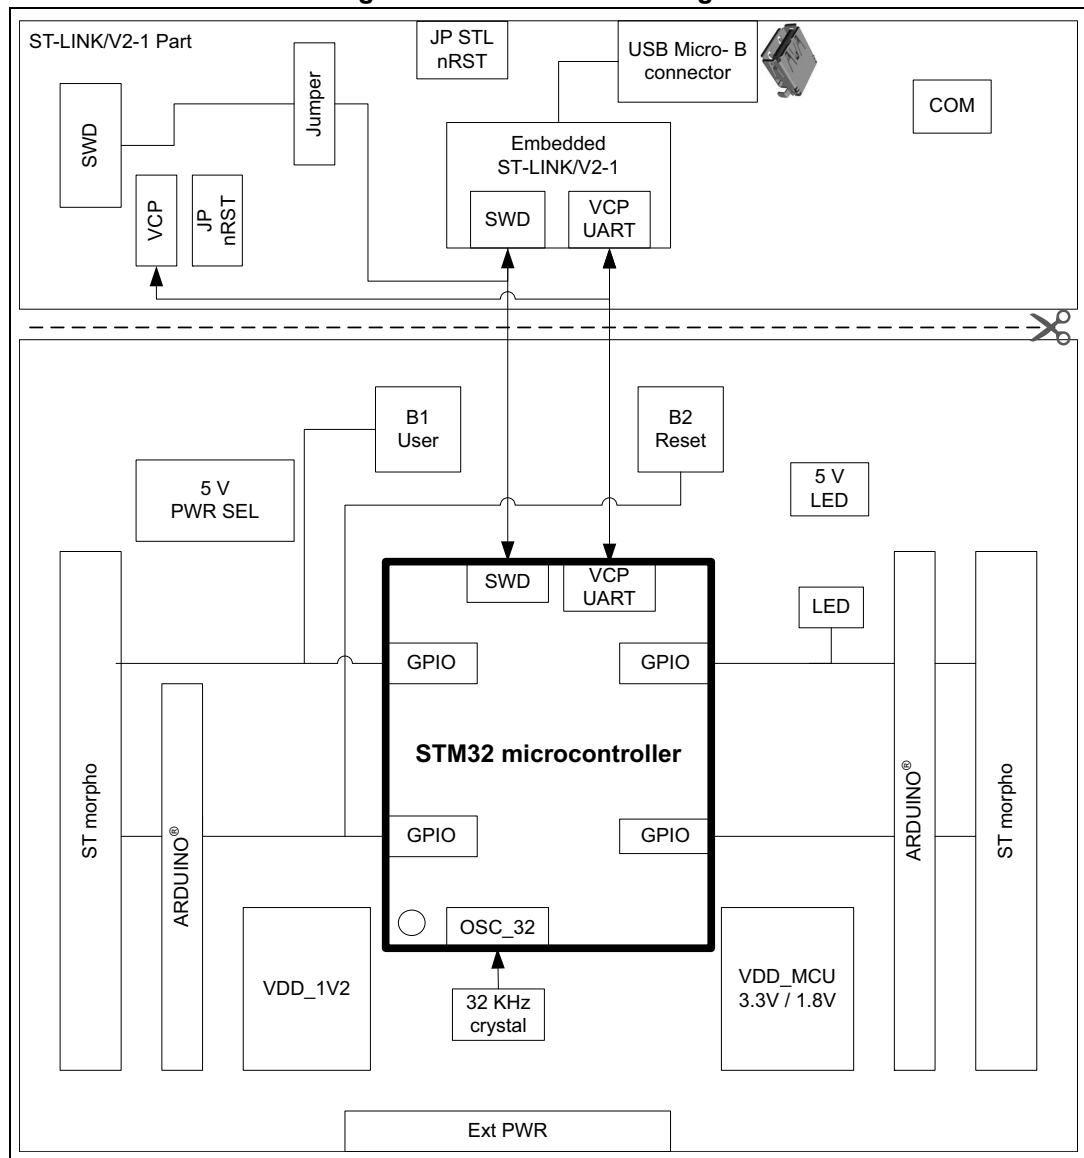 ST-LINK/V2-1 Part
JP STL
nRST
USB Micro- B
connector
COM
SWD
Jumper
Embedded
ST-LINK/V2-1
VCP
JP
nRST
SWD
VCP
UART
B1
User
B2
Reset
5 V
PWR SEL
5 V
LED
SWD
VCP
UART
LED
GPIO
GPIO
STM32 microcontroller
ST morpho
ARDUINO®
GPIO
GPIO
ARDUINO®
ST morpho
OSC_32
VDD_1V2
32 KHz
crystal
VDD_MCU
3.3V / 1.8V
Ext PWR